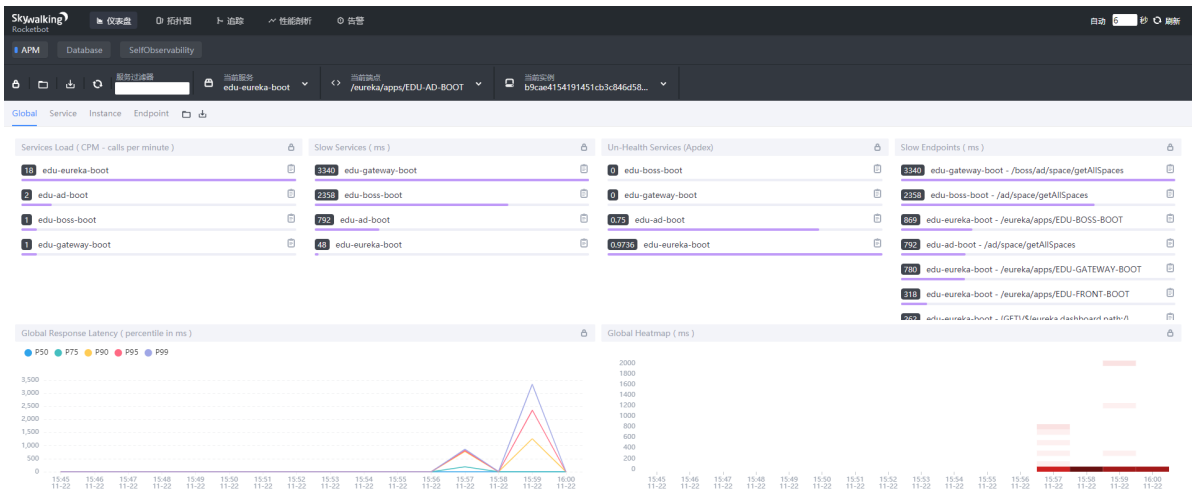 Skywalking
Rocketbot
仪表盘 拓扑图 追踪 性能剖析 告警
自动 6 秒 刷新
APM Database SelfObservability
服务过滤器
当前服务
edu-eureka-boot
当前端点
/eureka/apps/EDU-AD-BOOT
当前实例
b9cae4154191451cb3c846d58...
Global Service Instance Endpoint
Services Load ( CPM - calls per minute )
18 edu-eureka-boot
2 edu-ad-boot
1 edu-boss-boot
1 edu-gateway-boot
Slow Services ( ms )
3340 edu-gateway-boot
2358 edu-boss-boot
792 edu-ad-boot
48 edu-eureka-boot
Un-Health Services (Apdex)
0 edu-boss-boot
0 edu-gateway-boot
0.75 edu-ad-boot
0.9736 edu-eureka-boot
Slow Endpoints ( ms )
3340 edu-gateway-boot - /boss/ad/space/getAllSpaces
2358 edu-boss-boot - /ad/space/getAllSpaces
869 edu-eureka-boot - /eureka/apps/EDU-BOSS-BOOT
792 edu-ad-boot - /ad/space/getAllSpaces
780 edu-eureka-boot - /eureka/apps/EDU-GATEWAY-BOOT
318 edu-eureka-boot - /eureka/apps/EDU-FRONT-BOOT
Global Response Latency ( percentile in ms )
P50 P75 P90 P95 P99
3,500
3,000
2,500
2,000
1,500
1,000
500
0
15:45 15:46 15:47 15:48 15:49 15:50 15:51 15:52 15:53 15:54 15:55 15:56 15:57 15:58 15:59 16:00
11-22 11-22 11-22 11-22 11-22 11-22 11-22 11-22 11-22 11-22 11-22 11-22 11-22 11-22 11-22 11-22
Global Heatmap ( ms )
2000
1800
1600
1400
1200
1000
800
600
400
200
0
15:45 15:46 15:47 15:48 15:49 15:50 15:51 15:52 15:53 15:54 15:55 15:56 15:57 15:58 15:59 16:00
11-22 11-22 11-22 11-22 11-22 11-22 11-22 11-22 11-22 11-22 11-22 11-22 11-22 11-22 11-22 11-22